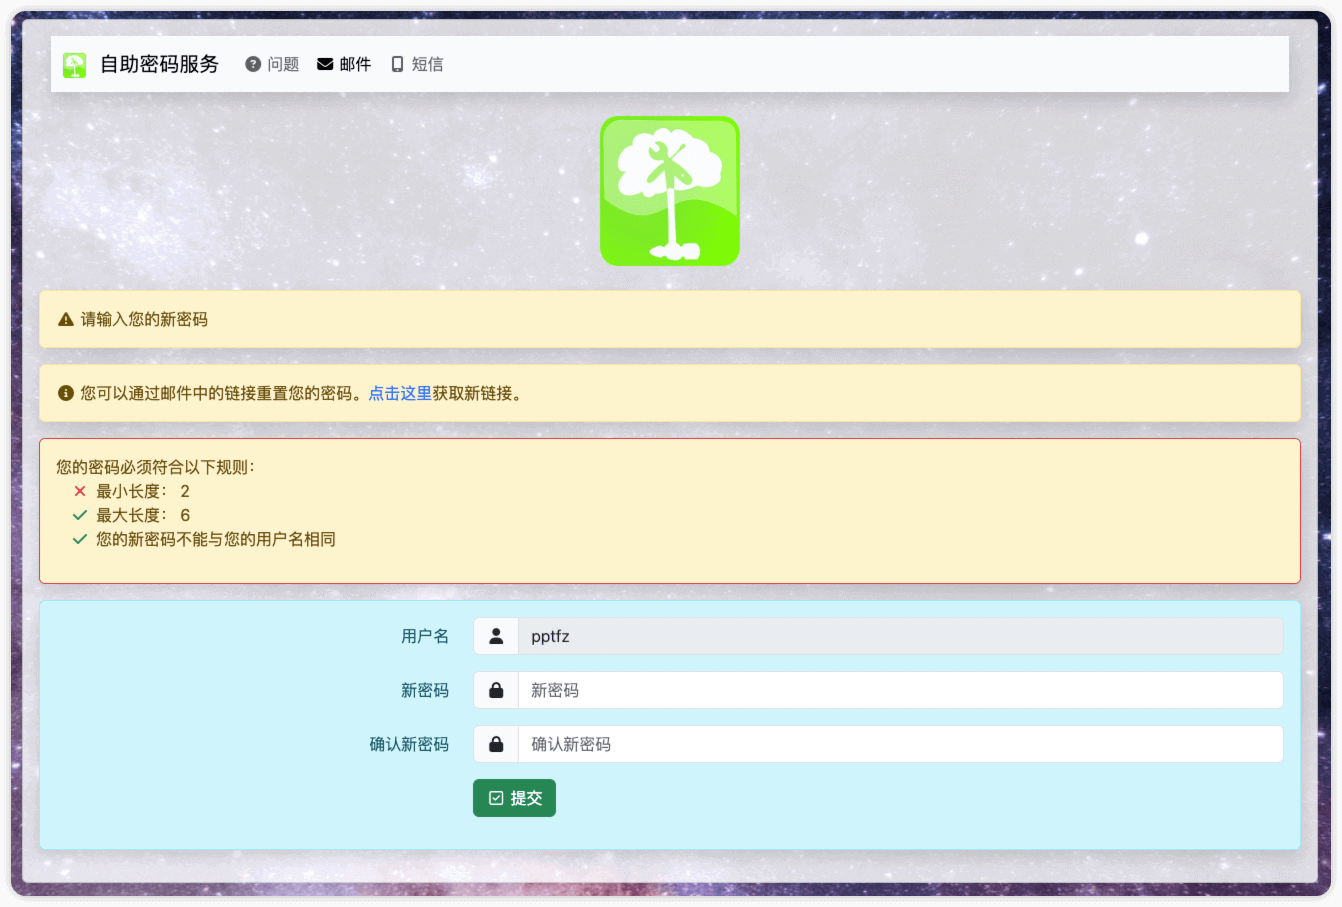 自助密码服务 问题 邮件 短信
请输入您的新密码
您可以通过邮件中的链接重置您的密码。点击这里获取新链接。
您的密码必须符合以下规则：
最小长度： 2
最大长度： 6
您的新密码不能与您的用户名相同
用户名 pptfz
新密码 新密码
确认新密码 确认新密码
提交